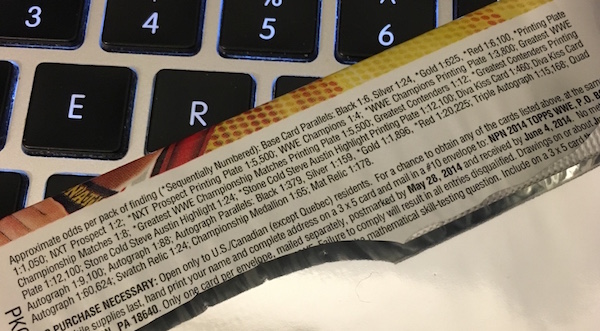 3
4
%
5
^
6
E
R
Approximate odds per pack of finding (*Sequentially Numbered): Base Card Parallels: Black 1:6, Silver 1:24, *Gold 1:625, *Red 1:6,100, *Printing Plate
1:1,050; NXT Prospect 1:2, *NXT Prospect Printing Plate 1:5,500; WWE Champions 1:4; *WWE Champions Printing Plate 1:3,800; Greatest WWE
Championship Matches 1:8; *Greatest WWE Championship Matches Printing Plate 1:5,500; Greatest Contenders 1:12; *Greatest Contenders Printing
Plate 1:12,100; Stone Cold Steve Austin Highlight 1:24; *Stone Cold Steve Austin Highlight Printing Plate 1:12,100; Diva Kiss Card 1:460; Diva Kiss Card
Autograph 1:9,100; Autograph 1:88; Autograph Parallels: Black 1:379, Silver 1:159, *Gold 1:1,895, *Red 1:20,225; Triple Autograph 1:15,168; Quad
Autograph 1:60,624; Swatch Relic 1:24; Championship Medallion 1:65; Mat Relic 1:178.
PURCHASE NECESSARY: Open only to U.S./Canadian (except Quebec) residents. For a chance to obtain any of the cards listed above, at the same
while supplies last, hand print your name and complete address on a 3 x 5 card and mail in a #10 envelope to: NPN 2014 TOPPS WWE, P.O.
PA 18640. Only one card per envelope, mailed separately, postmarked by May 28, 2014 and received by June 4, 2014. No
Failure to comply will result in all entries disqualified. Drawings on or about
mathematical skill-testing question. Include on a 3 x 5 card